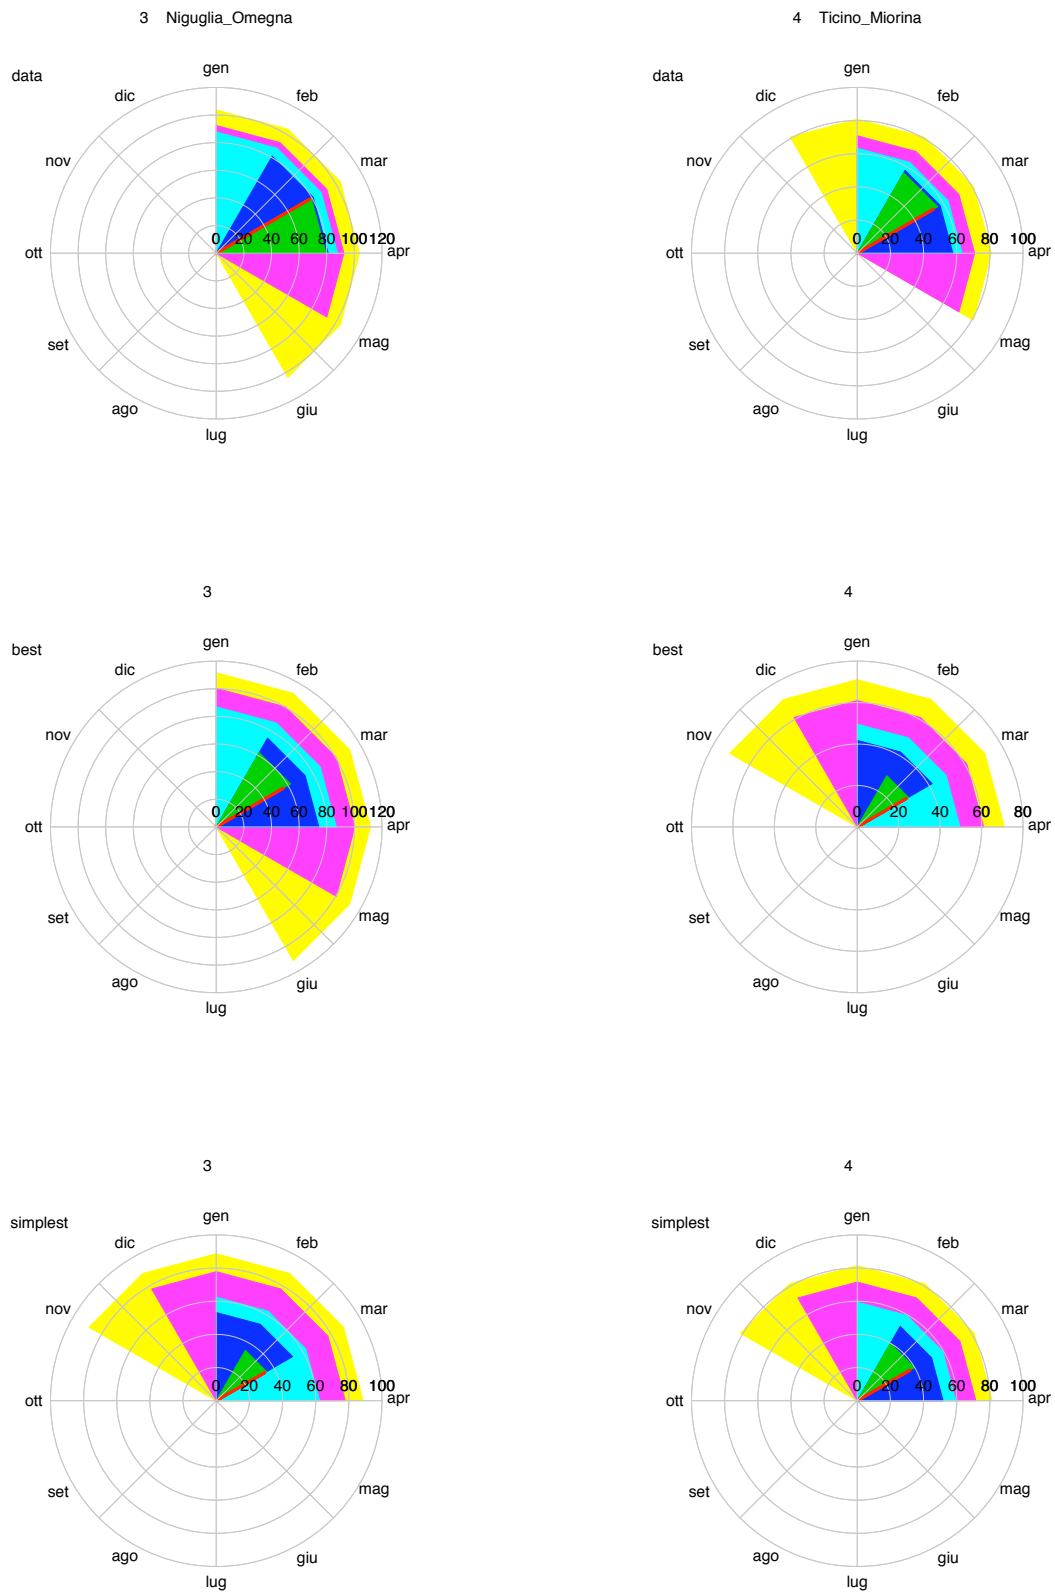 3 Niguglia_Omegna
4 Ticino_Miorina
data
gen
dic
feb
nov
mar
0 20 40 60 80 100 120
ott
apr
set
mag
ago
giu
lug
data
gen
dic
feb
nov
mar
0 20 40 60 80 100
ott
apr
set
mag
ago
giu
lug
3
4
best
gen
dic
feb
nov
mar
0 20 40 60 80 100 120
ott
apr
set
mag
ago
giu
lug
best
gen
dic
feb
nov
mar
0 20 40 60 80
ott
apr
set
mag
ago
giu
lug
3
4
simplest
gen
dic
feb
nov
mar
0 20 40 60 80 100
ott
apr
set
mag
ago
giu
lug
simplest
gen
dic
feb
nov
mar
0 20 40 60 80 100
ott
apr
set
mag
ago
giu
lug